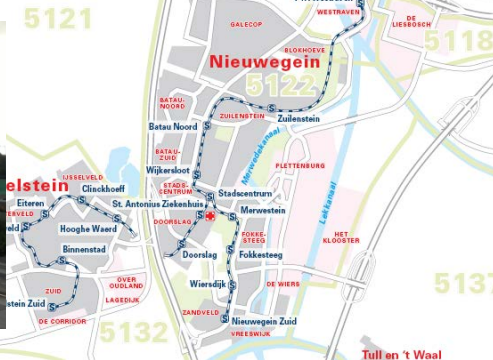 5121
WESTRAVEN
GALECOP
DE
LIESBOSCH
5118
BLOKHOEVE
Nieuwegein
5122
BATAU-
NOORD
ZUILENSTEIN
Zuilenstein
Batau Noord
Merwedekanaal
BATAU-
ZUID
PLETTENBURG
Wijkersloot
Lekkanaal
IJSSELVELD
STADS-
CENTRUM
elstein
Clinckhoeff
Stadscentrum
Eiteren
St. Antonius Ziekenhuis
Merwestein
DOORSLAG
Hooghe Waerd
FOKKE-
STEEG
HET
KLOOSTER
Binnenstad
Doorslag
Fokkesteeg
OVER
OUDLAND
Wiersdijk
DE WIERS
5137
ZUID
LAGEDIJK
stein Zuid
ZANDVELD
DE CORRIDOR
5132
Nieuwegein Zuid
VREESWIJK
Tull en 't Waal